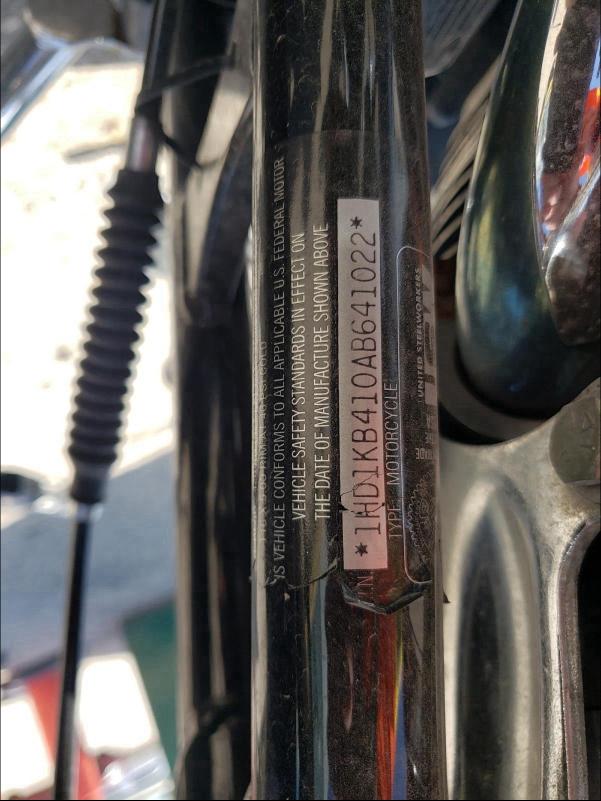 IS VEHICLE CONFORMS TO ALL APPLICABLE U.S. FEDERAL MOTOR
VEHICLE SAFETY STANDARDS IN EFFECT ON
THE DATE OF MANUFACTURE SHOWN ABOVE
*1HD1KB410AB641022*
TYPE MOTORCYCLE
UNITED STEELWORKERS